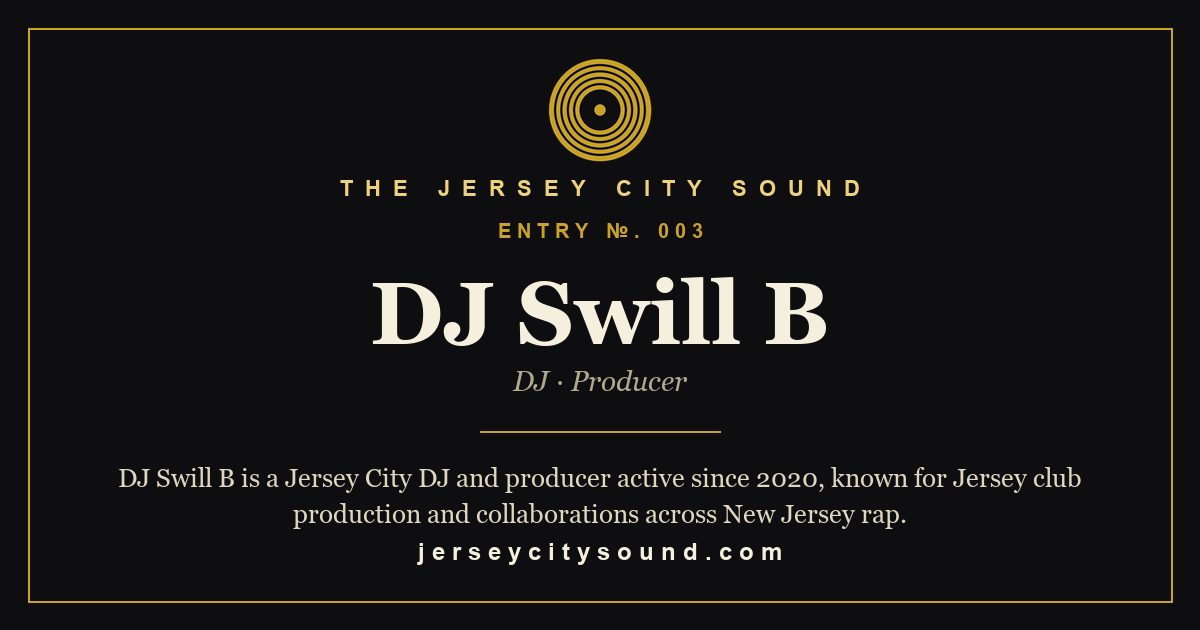 THE JERSEY CITY SOUND
ENTRY №. 003
DJ Swill B
DJ · Producer
DJ Swill B is a Jersey City DJ and producer active since 2020, known for Jersey club
production and collaborations across New Jersey rap.
jerseycitysound.com